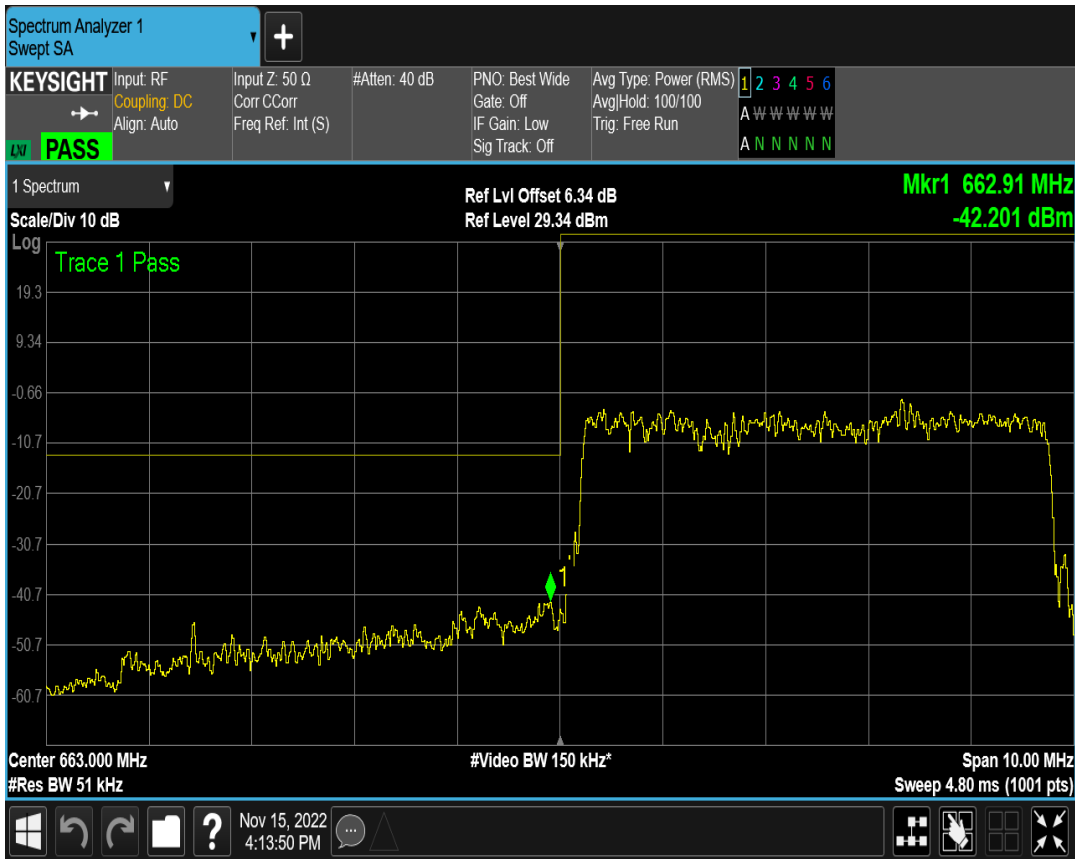 Spectrum Analyzer 1
Swept SA
+
KEYSIGHT
LXI PASS
Input: RF
Coupling: DC
Align: Auto
Input Z: 50 Ω
Corr CCorr
Freq Ref: Int (S)
#Atten: 40 dB
PNO: Best Wide
Gate: Off
IF Gain: Low
Sig Track: Off
Avg Type: Power (RMS)
Avg|Hold: 100/100
Trig: Free Run
1 2 3 4 5 6
A W W W W W
A N N N N N
1 Spectrum
Scale/Div 10 dB
Ref Lvl Offset 6.34 dB
Ref Level 29.34 dBm
Mkr1 662.91 MHz
-42.201 dBm
Log
Trace 1 Pass
19.3
9.34
-0.66
-10.7
-20.7
-30.7
-40.7
-50.7
-60.7
1
Center 663.000 MHz
#Res BW 51 kHz
#Video BW 150 kHz*
Span 10.00 MHz
Sweep 4.80 ms (1001 pts)
?
Nov 15, 2022
4:13:50 PM